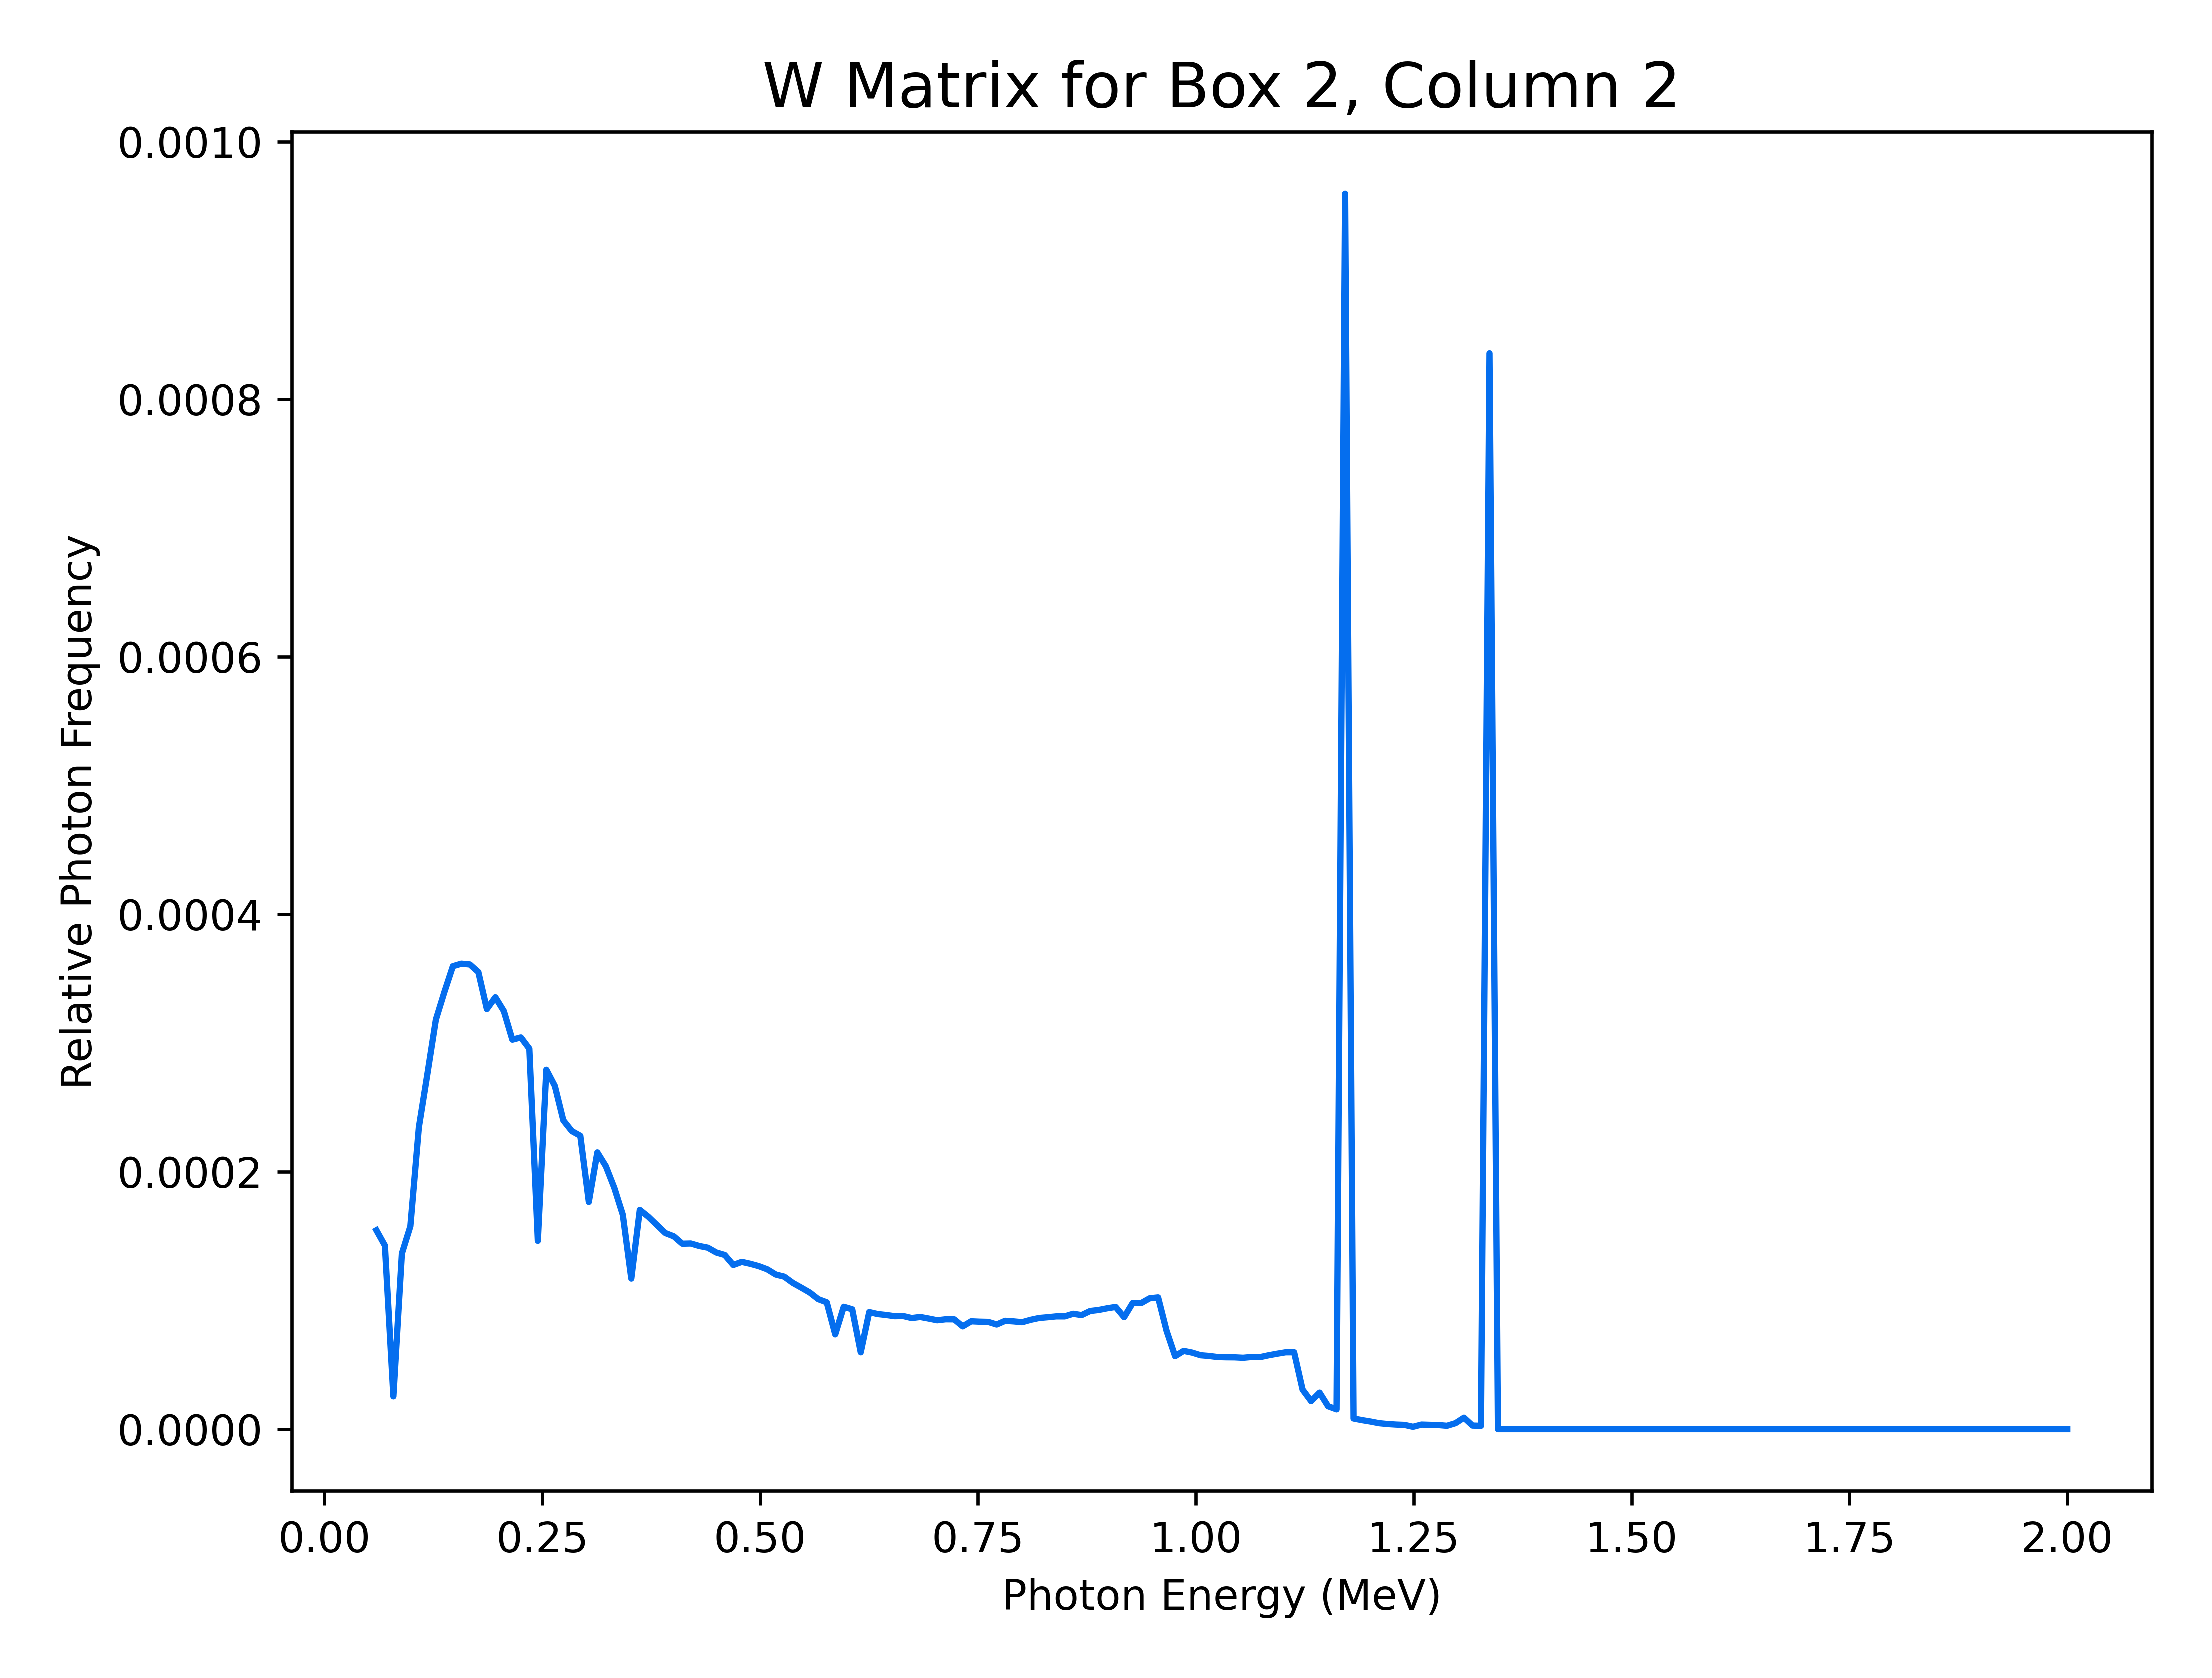 W Matrix for Box 2, Column 2
0.0010
0.0008
0.0006
0.0004
0.0002
0.0000
Relative Photon Frequency
0.00 0.25 0.50 0.75 1.00 1.25 1.50 1.75 2.00
Photon Energy (MeV)